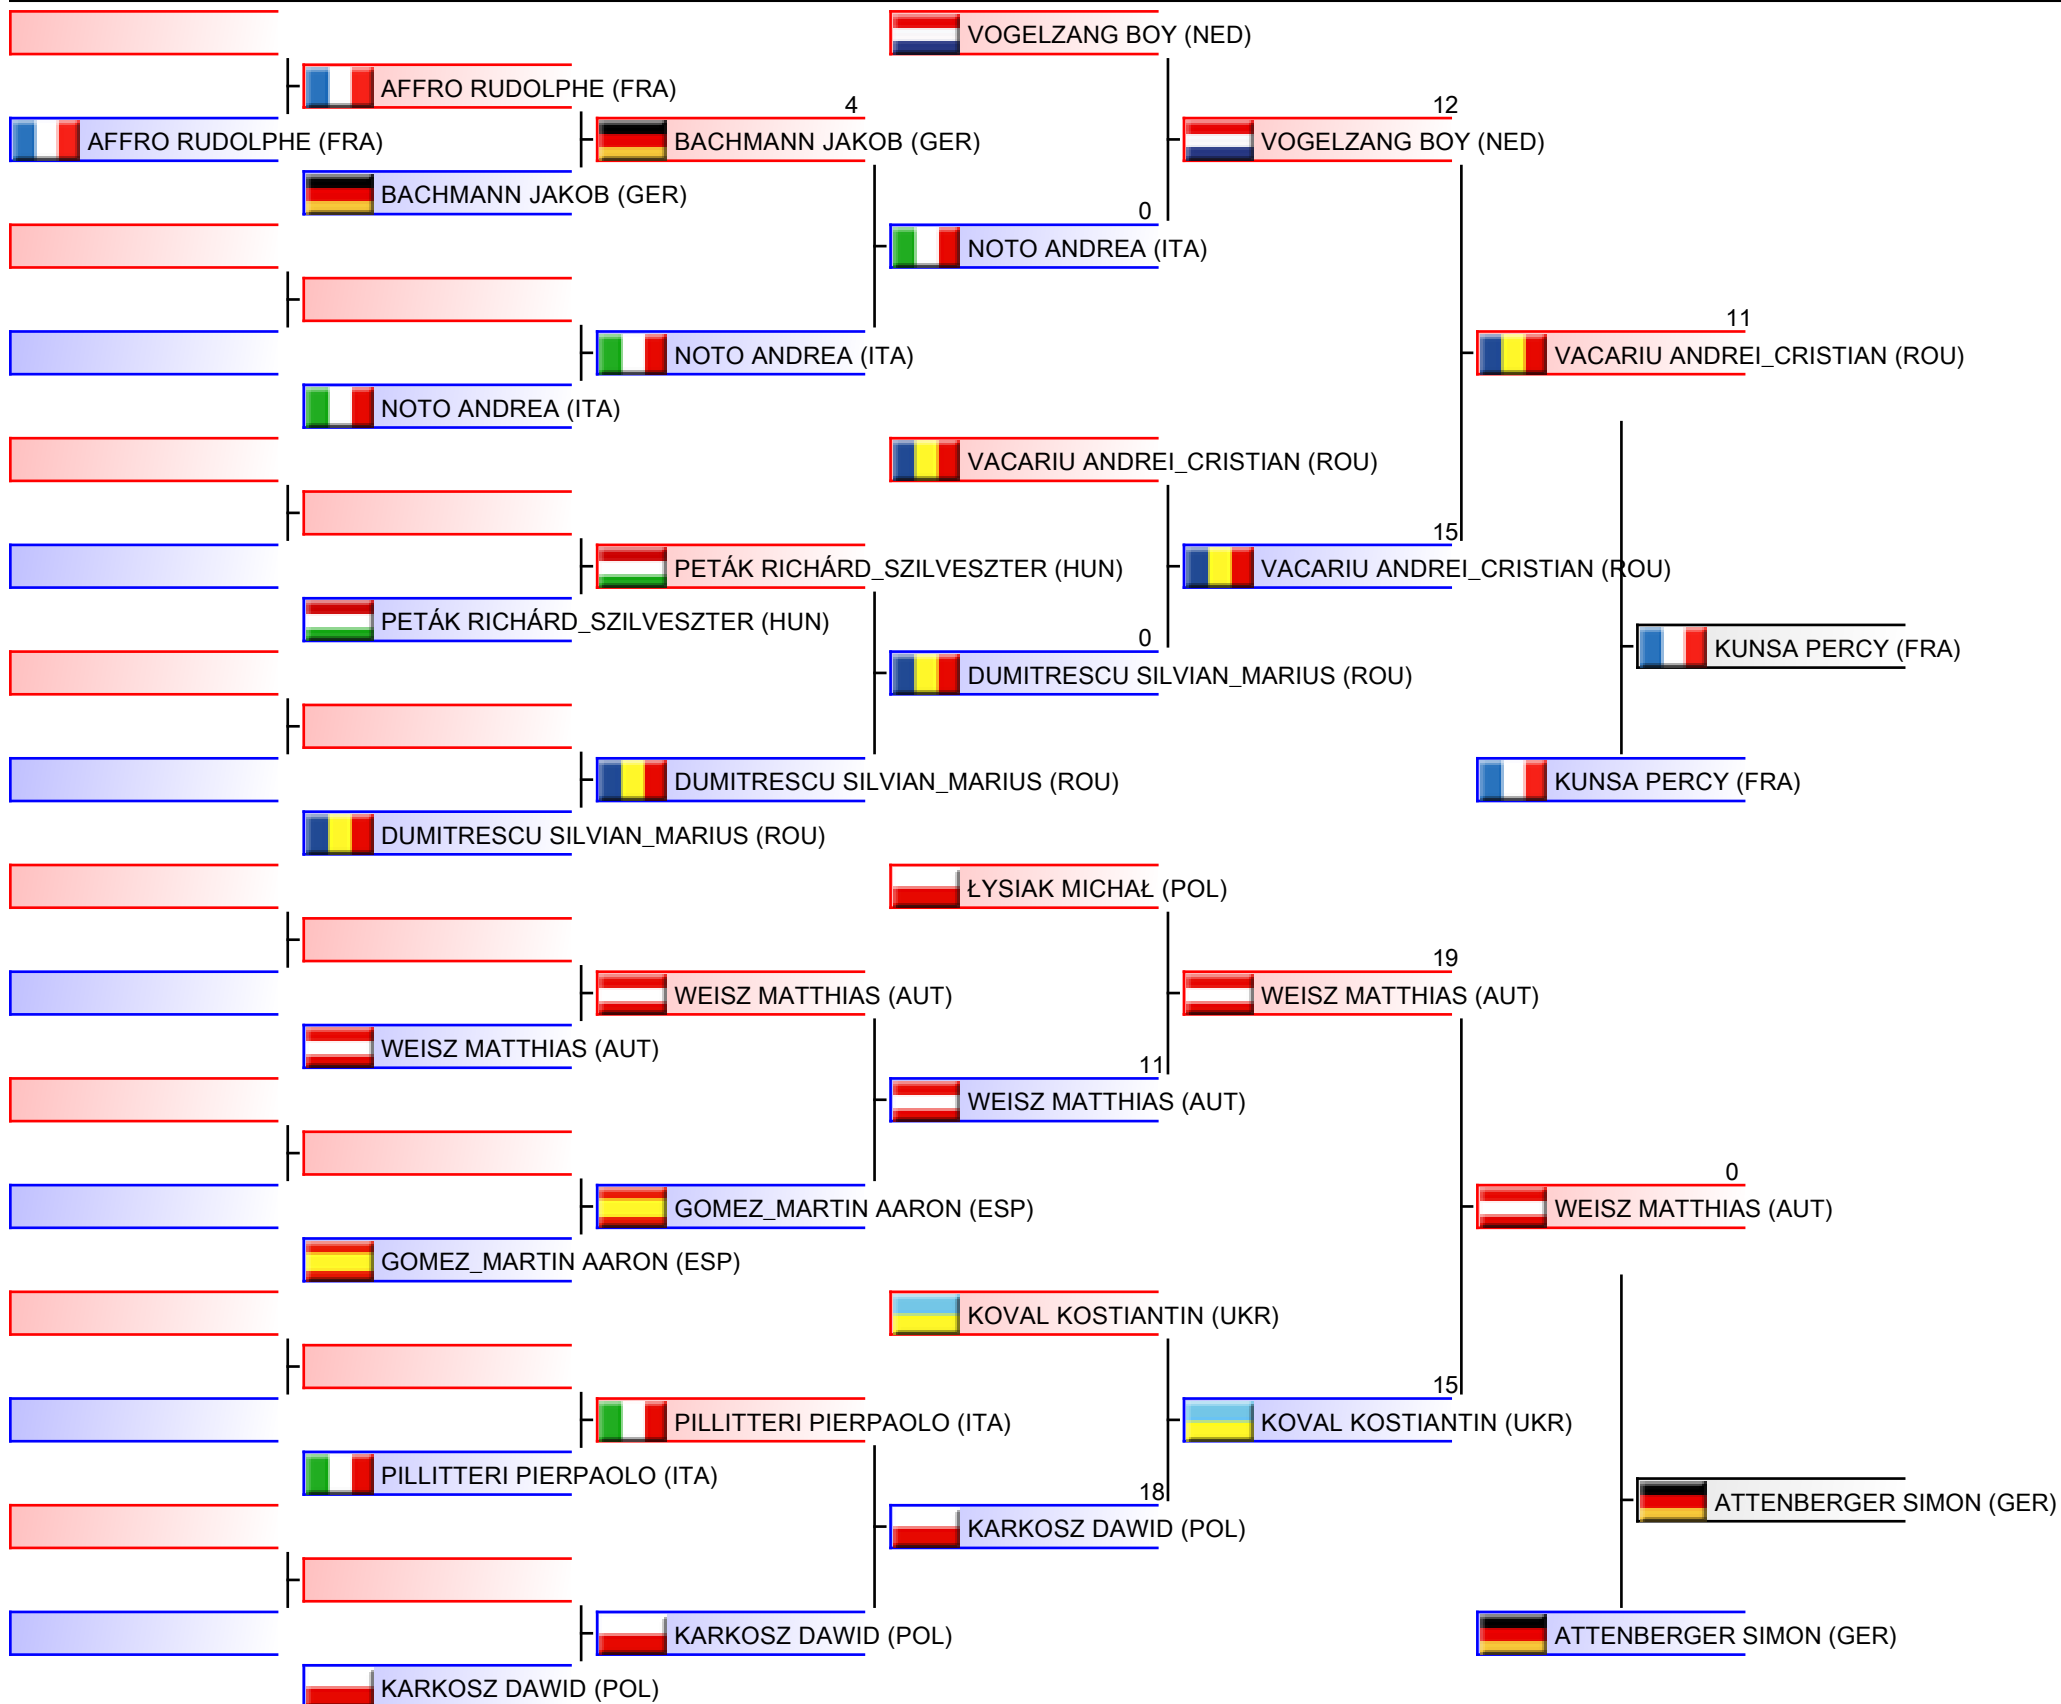 VOGELZANG BOY (NED)
AFFRO RUDOLPHE (FRA)
4
12
AFFRO RUDOLPHE (FRA)
BACHMANN JAKOB (GER)
VOGELZANG BOY (NED)
BACHMANN JAKOB (GER)
0
NOTO ANDREA (ITA)
11
NOTO ANDREA (ITA)
VACARIU ANDREI_CRISTIAN (ROU)
NOTO ANDREA (ITA)
VACARIU ANDREI_CRISTIAN (ROU)
15
PETÁK RICHÁRD_SZILVESZTER (HUN)
VACARIU ANDREI_CRISTIAN (ROU)
PETÁK RICHÁRD_SZILVESZTER (HUN)
0
KUNSA PERCY (FRA)
DUMITRESCU SILVIAN_MARIUS (ROU)
DUMITRESCU SILVIAN_MARIUS (ROU)
KUNSA PERCY (FRA)
DUMITRESCU SILVIAN_MARIUS (ROU)
ŁYSIAK MICHAŁ (POL)
19
WEISZ MATTHIAS (AUT)
WEISZ MATTHIAS (AUT)
WEISZ MATTHIAS (AUT)
11
WEISZ MATTHIAS (AUT)
0
GOMEZ_MARTIN AARON (ESP)
WEISZ MATTHIAS (AUT)
GOMEZ_MARTIN AARON (ESP)
KOVAL KOSTIANTIN (UKR)
15
PILLITTERI PIERPAOLO (ITA)
KOVAL KOSTIANTIN (UKR)
PILLITTERI PIERPAOLO (ITA)
18
ATTENBERGER SIMON (GER)
KARKOSZ DAWID (POL)
KARKOSZ DAWID (POL)
ATTENBERGER SIMON (GER)
KARKOSZ DAWID (POL)